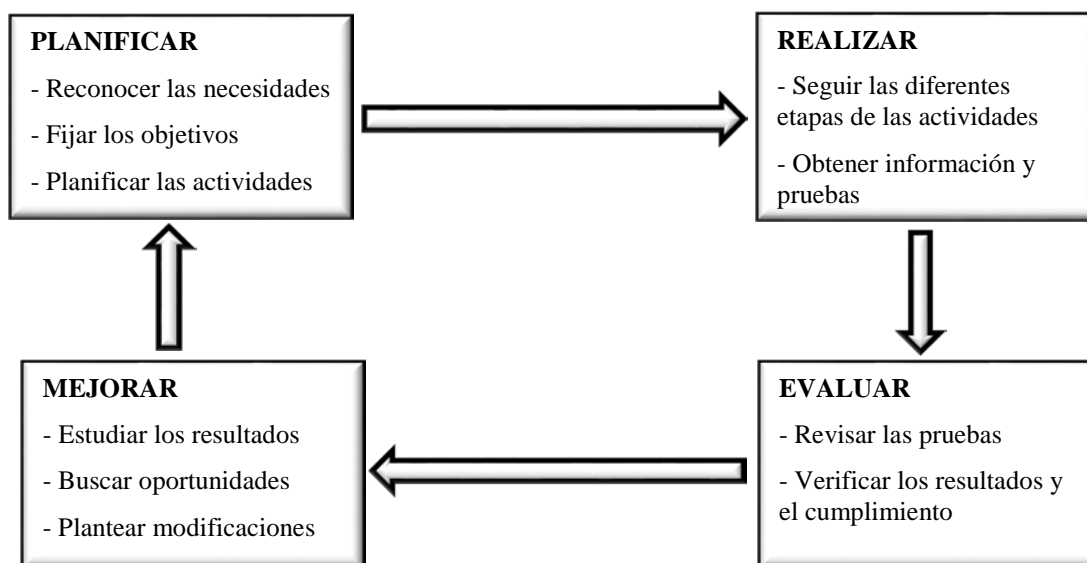 PLANIFICAR
- Reconocer las necesidades
- Fijar los objetivos
- Planificar las actividades
REALIZAR
- Seguir las diferentes
etapas de las actividades
- Obtener información y
pruebas
MEJORAR
- Estudiar los resultados
- Buscar oportunidades
- Plantear modificaciones
EVALUAR
- Revisar las pruebas
- Verificar los resultados y
el cumplimiento